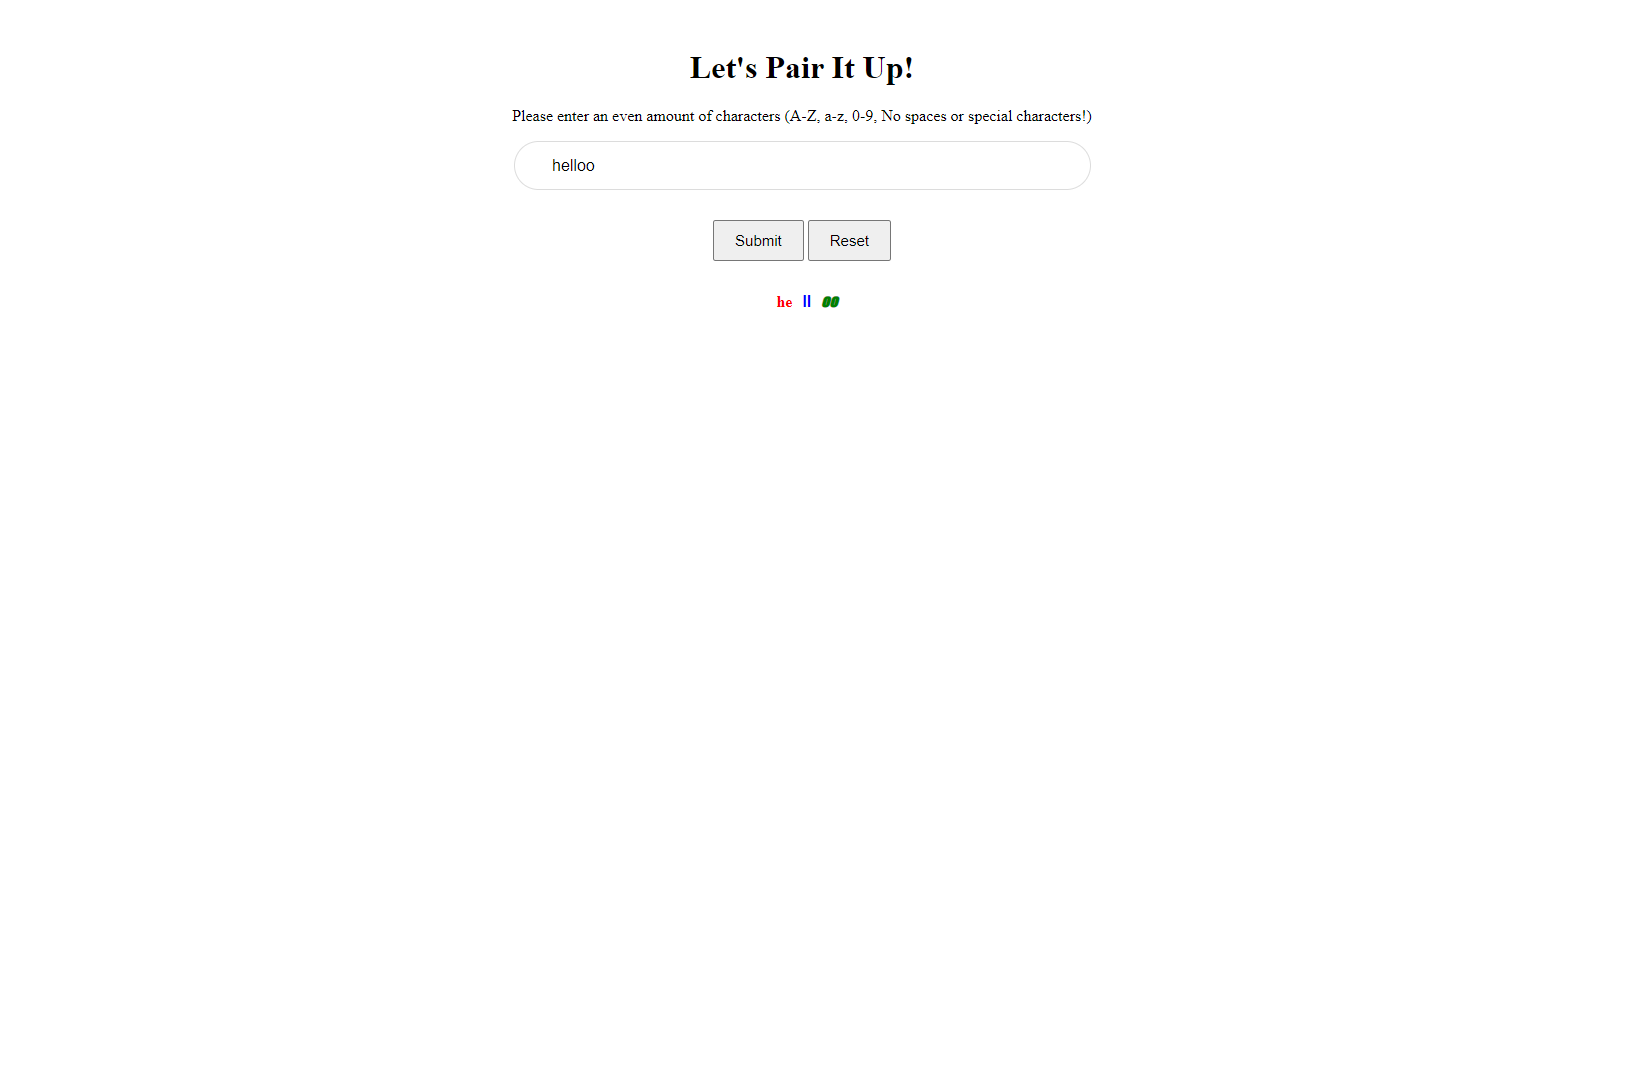 Let's Pair It Up!
Please enter an even amount of characters (A-Z, a-z, 0-9, No spaces or special characters!)
helloo
Submit Reset
he ll oo